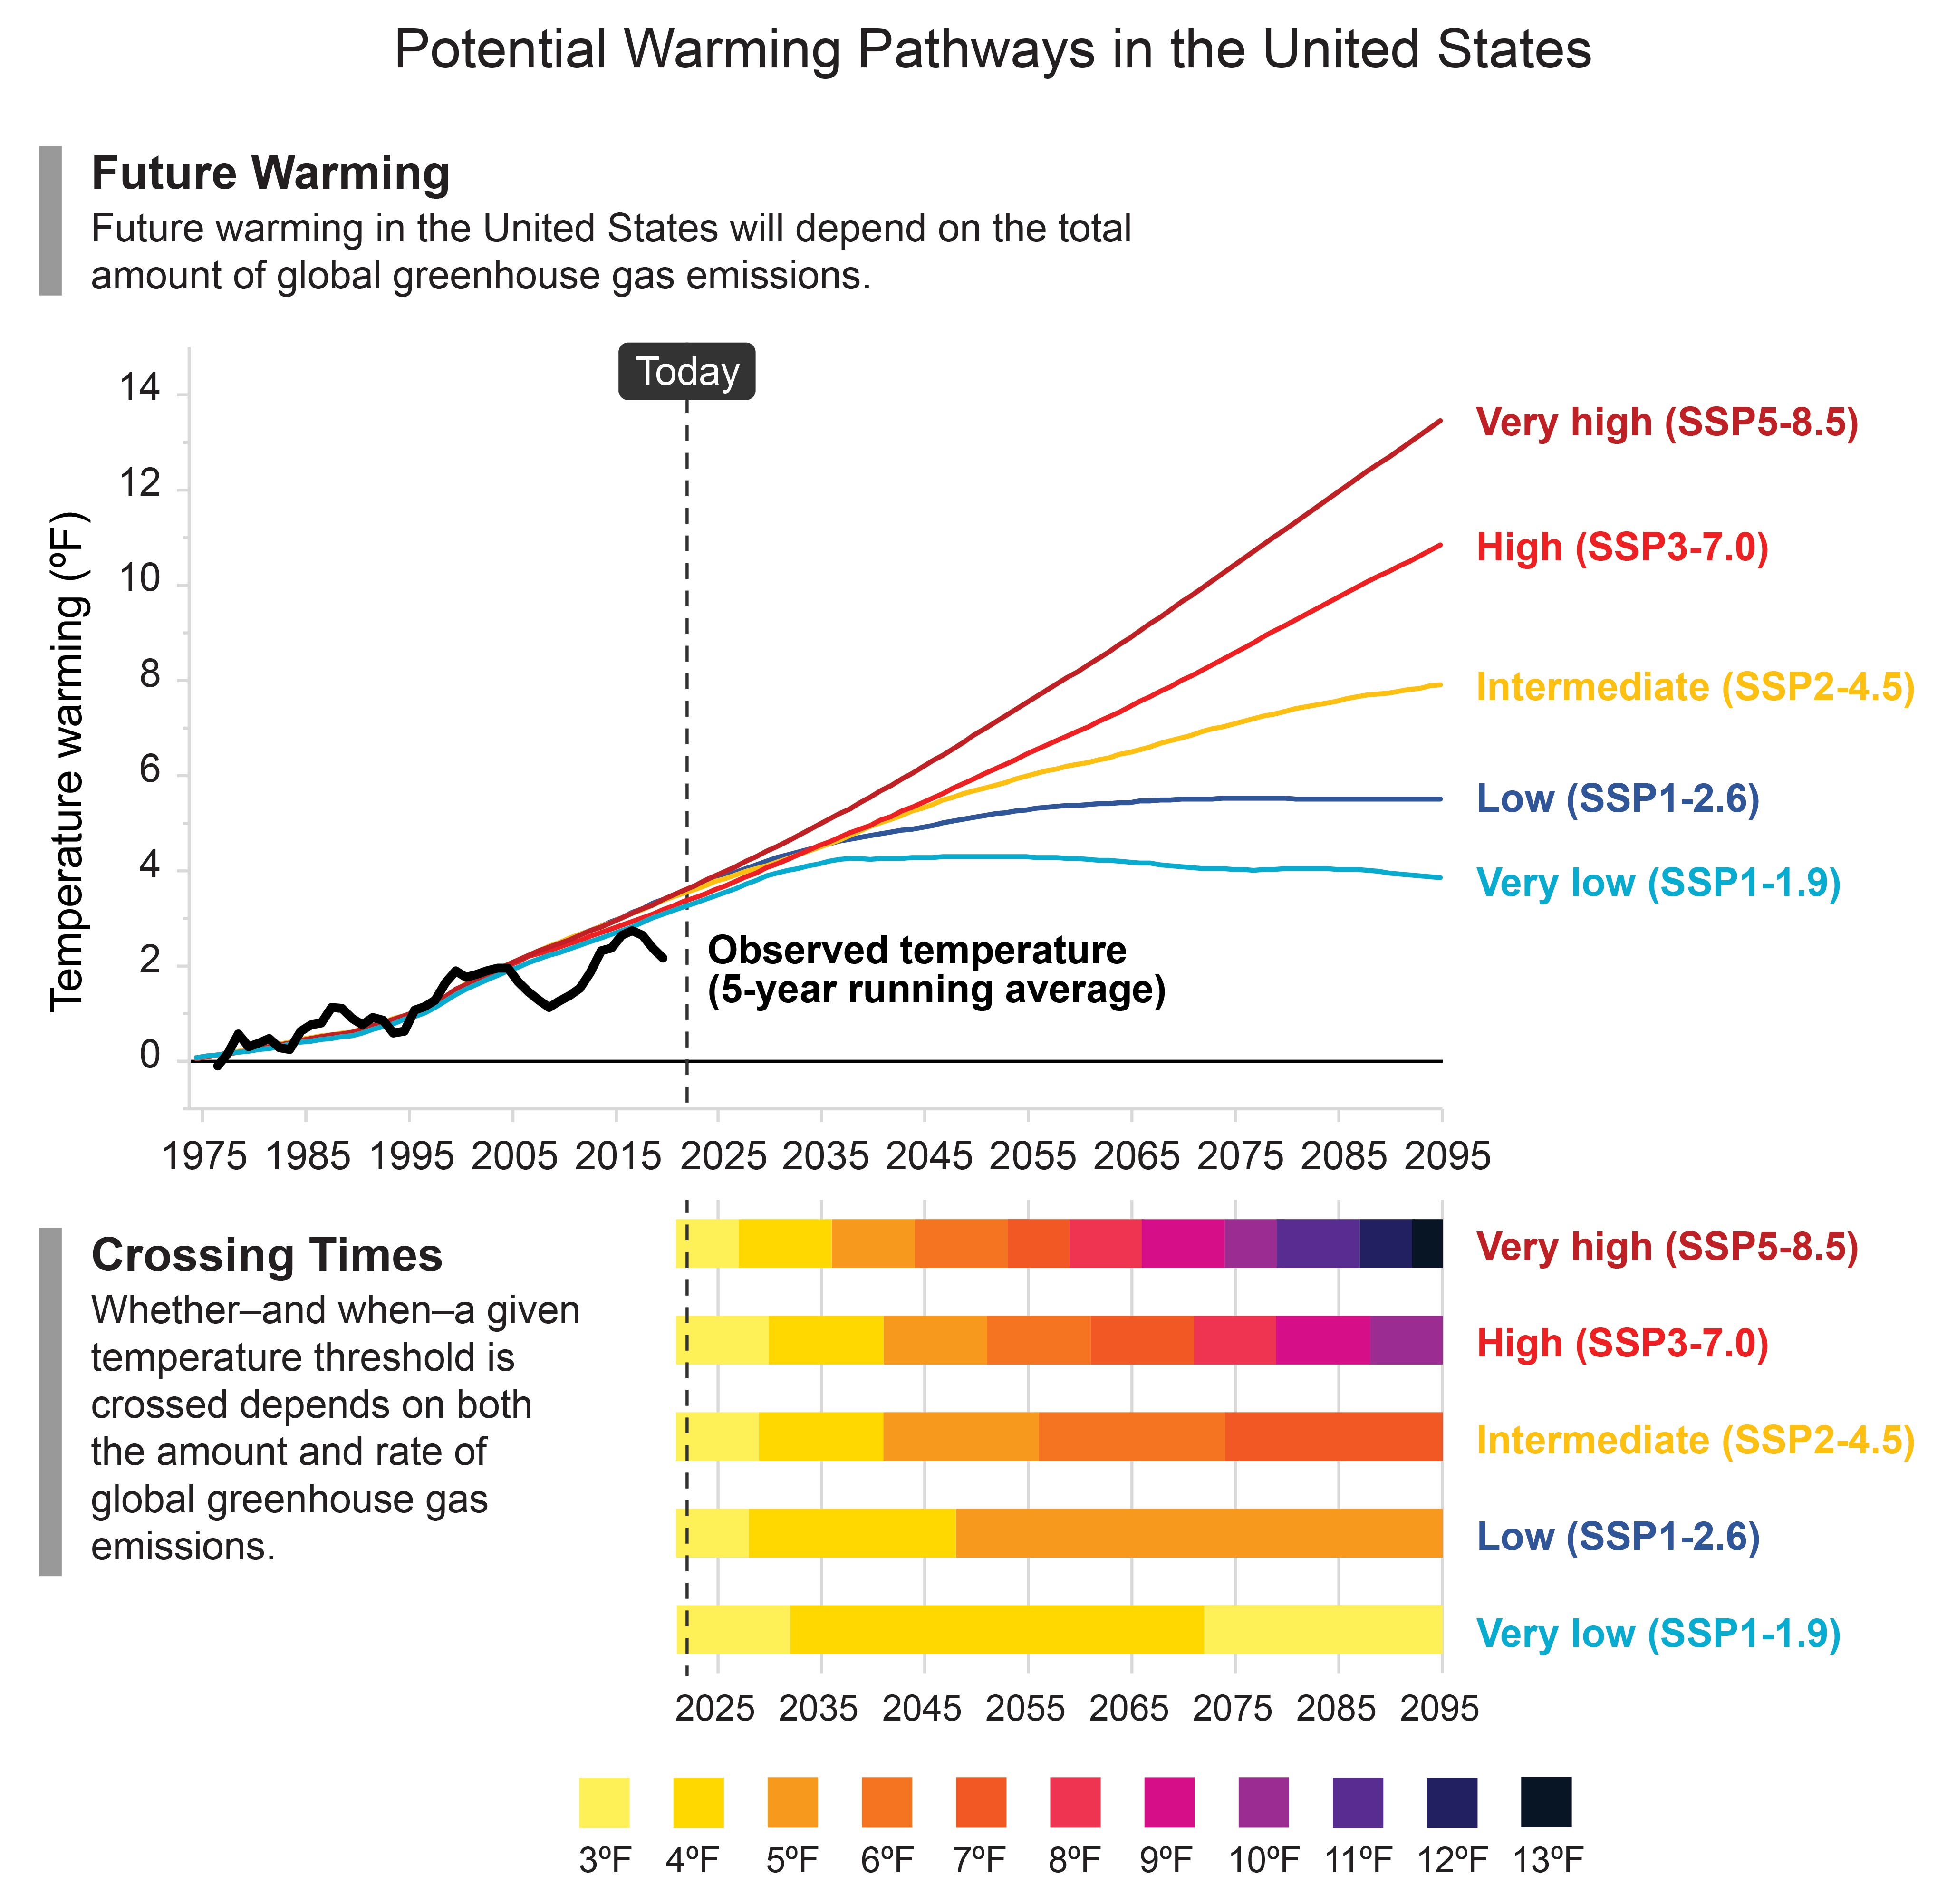 Potential Warming Pathways in the United States
Future Warming
Future warming in the United States will depend on the total
amount of global greenhouse gas emissions.
Today
14
12
10
8
6
4
2
0
Temperature warming (ºF)
Very high (SSP5-8.5)
High (SSP3-7.0)
Intermediate (SSP2-4.5)
Low (SSP1-2.6)
Very low (SSP1-1.9)
Observed temperature
(5-year running average)
1975 1985 1995 2005 2015 2025 2035 2045 2055 2065 2075 2085 2095
Crossing Times
Whether–and when–a given
temperature threshold is
crossed depends on both
the amount and rate of
global greenhouse gas
emissions.
Very high (SSP5-8.5)
High (SSP3-7.0)
Intermediate (SSP2-4.5)
Low (SSP1-2.6)
Very low (SSP1-1.9)
2025 2035 2045 2055 2065 2075 2085 2095
3ºF 4ºF 5ºF 6ºF 7ºF 8ºF 9ºF 10ºF 11ºF 12ºF 13ºF